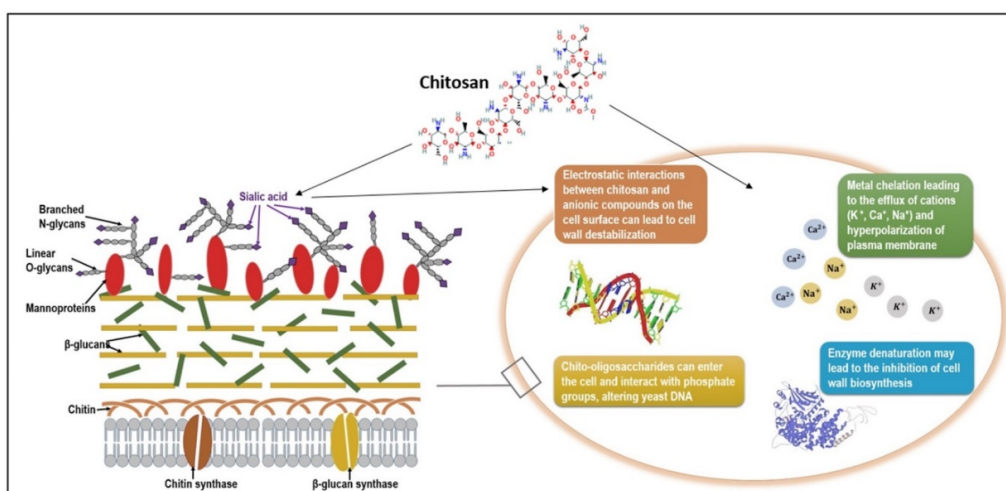 Chitosan
Sialic acid
Branched
N-glycans
Linear
O-glycans
Mannoproteins
β-glucans
Chitin
Chitin synthase
β-glucan synthase
Electrostatic interactions
between chitosan and
anionic compounds on the
cell surface can lead to cell
wall destabilization
Metal chelation leading
to the efflux of cations
(K⁺, Ca⁺, Na⁺) and
hyperpolarization of
plasma membrane
Ca²⁺
Ca²⁺
Na⁺
Ca²⁺
Na⁺
Na⁺
K⁺
K⁺
K⁺
Chito-oligosaccharides can enter
the cell and interact with phosphate
groups, altering yeast DNA
Enzyme denaturation may
lead to the inhibition of cell
wall biosynthesis